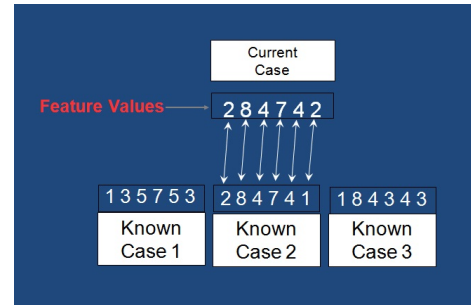 Current
Case
Feature Values
2 8 4 7 4 2
1 3 5 7 5 3
2 8 4 7 4 1
1 8 4 3 4 3
Known
Case 1
Known
Case 2
Known
Case 3